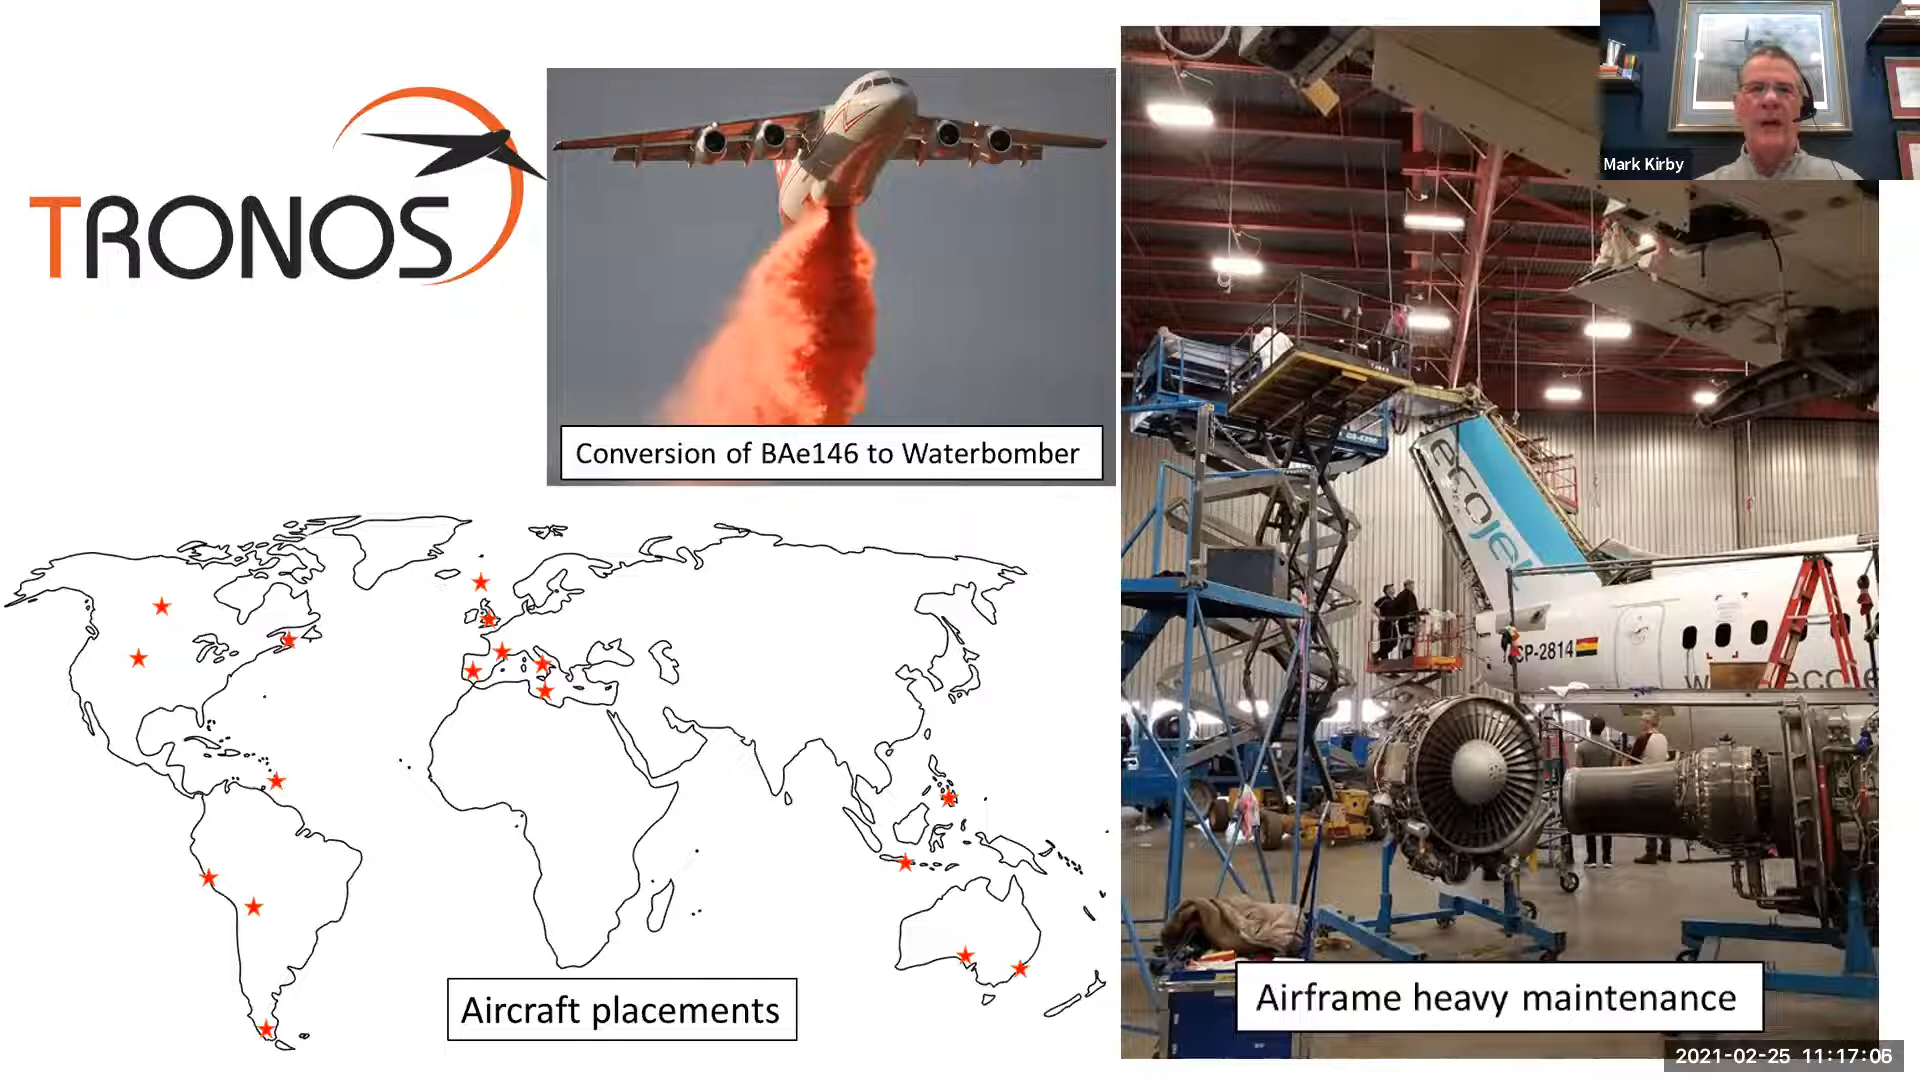 TRONOS
Conversion of BAe146 to Waterbomber
Mark Kirby
ecojet
CP-2814
Aircraft placements
Airframe heavy maintenance
2021-02-25 11:17:06